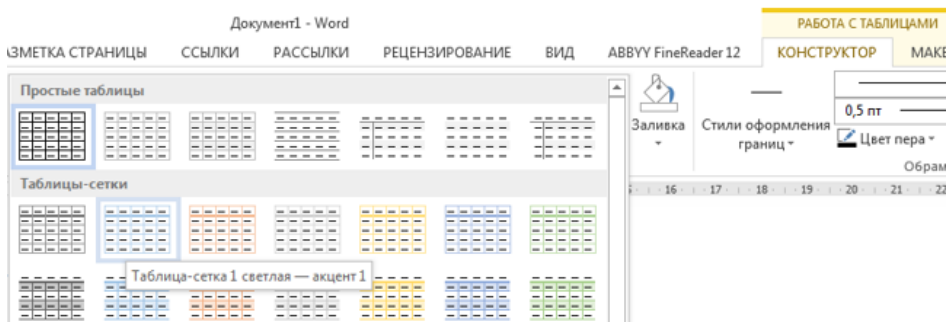 Документ1 - Word
РАБОТА С ТАБЛИЦАМИ
АЗМЕТКА СТРАНИЦЫ ССЫЛКИ РАССЫЛКИ РЕЦЕНЗИРОВАНИЕ ВИД ABBYY FineReader 12 КОНСТРУКТОР МАКЕ
Простые таблицы
Таблицы-сетки
Таблица-сетка 1 светлая — акцент 1
Заливка
Стили оформления
границ
0,5 пт
Цвет пера
Обрам
16 17 18 19 20 21 22